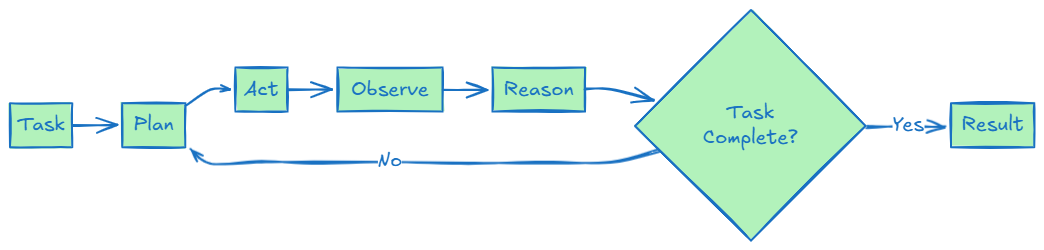 Task
Plan
Act
Observe
Reason
Task
Complete?
Yes
Result
No